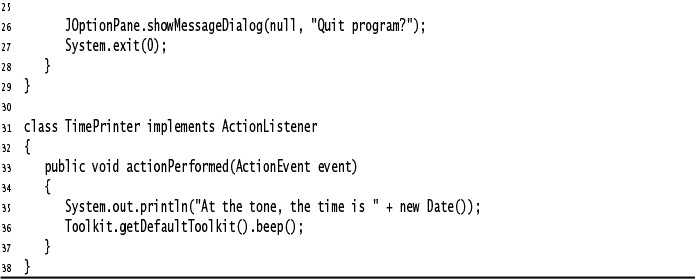 25
26 JOptionPane.showMessageDialog(null, "Quit program?");
27 System.exit(0);
28 }
29 }
30
31 class TimePrinter implements ActionListener
32 {
33 public void actionPerformed(ActionEvent event)
34 {
35 System.out.println("At the tone, the time is " + new Date());
36 Toolkit.getDefaultToolkit().beep();
37 }
38 }